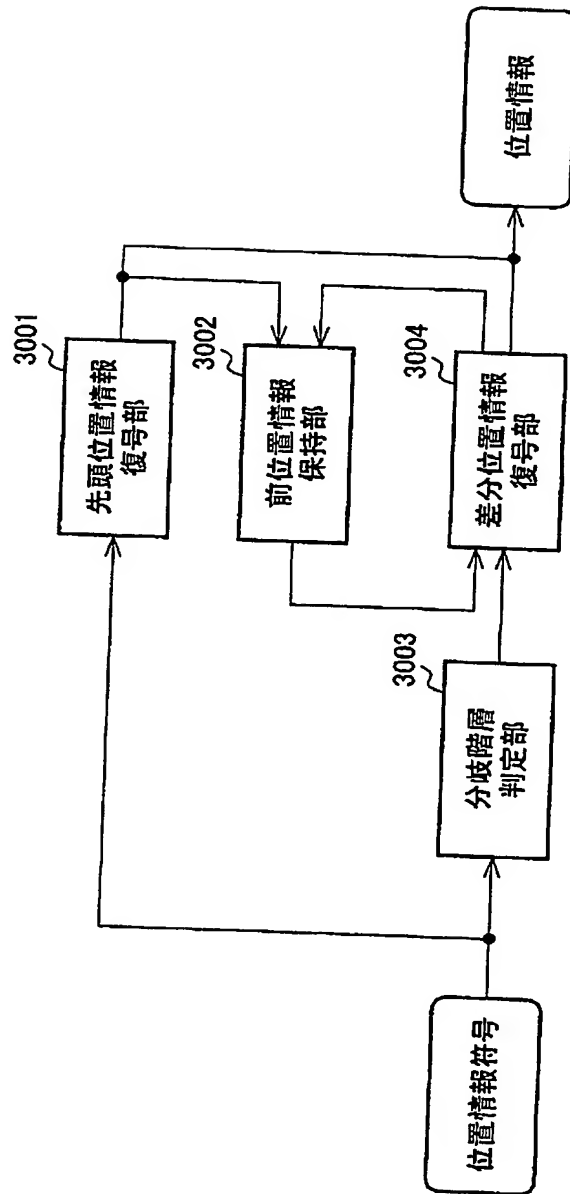 位置情報符号
分岐階層
判定部
3003
先頭位置情報
復号部
3001
前位置情報
保持部
3002
差分位置情報
復号部
3004
位置情報